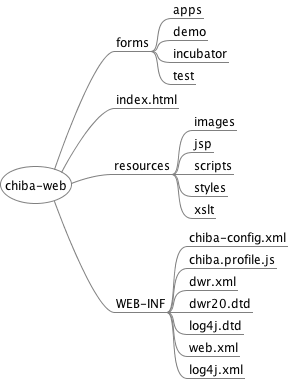 chiba-web
forms
apps
demo
incubator
test
index.html
resources
images
jsp
scripts
styles
xslt
WEB-INF
chiba-config.xml
chiba.profile.js
dwr.xml
dwr20.dtd
log4j.dtd
web.xml
log4j.xml